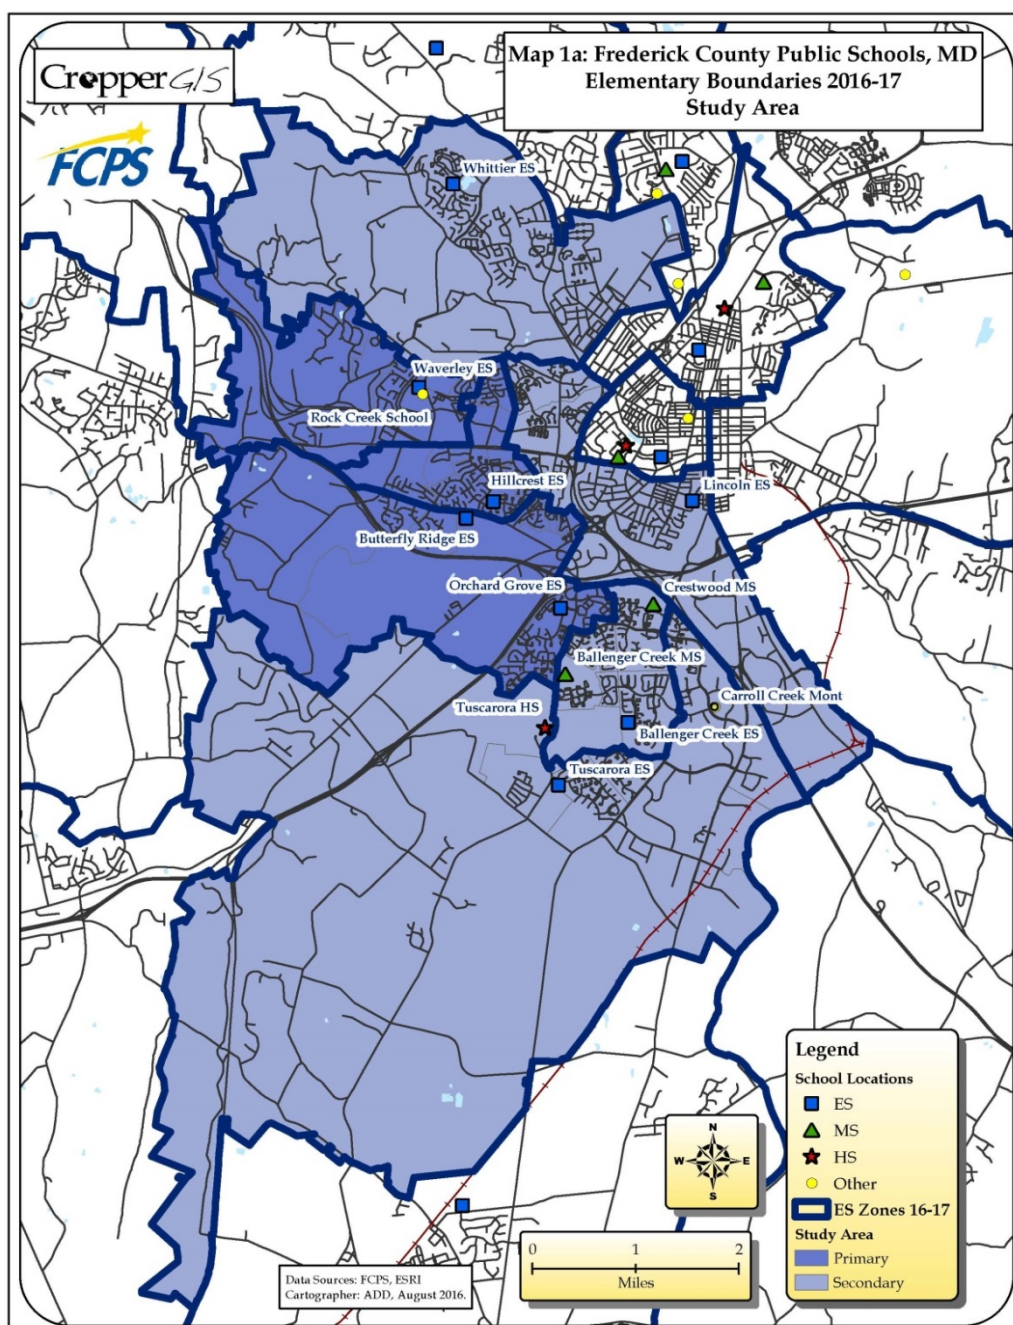 Cropper GIS
FCPS
Map 1a: Frederick County Public Schools, MD
Elementary Boundaries 2016-17
Study Area
Whittier ES
Waverley ES
Rock Creek School
Hillcrest ES
Lincoln ES
Butterfly Ridge ES
Orchard Grove ES
Crestwood MS
Ballenger Creek MS
Carroll Creek Mont
Tuscarora HS
Ballenger Creek ES
Tuscarora ES
Legend
School Locations
ES
MS
HS
Other
ES Zones 16-17
Study Area
Primary
Secondary
N
W E
S
0 1 2
Miles
Data Sources: FCPS, ESRI
Cartographer: ADD, August 2016.